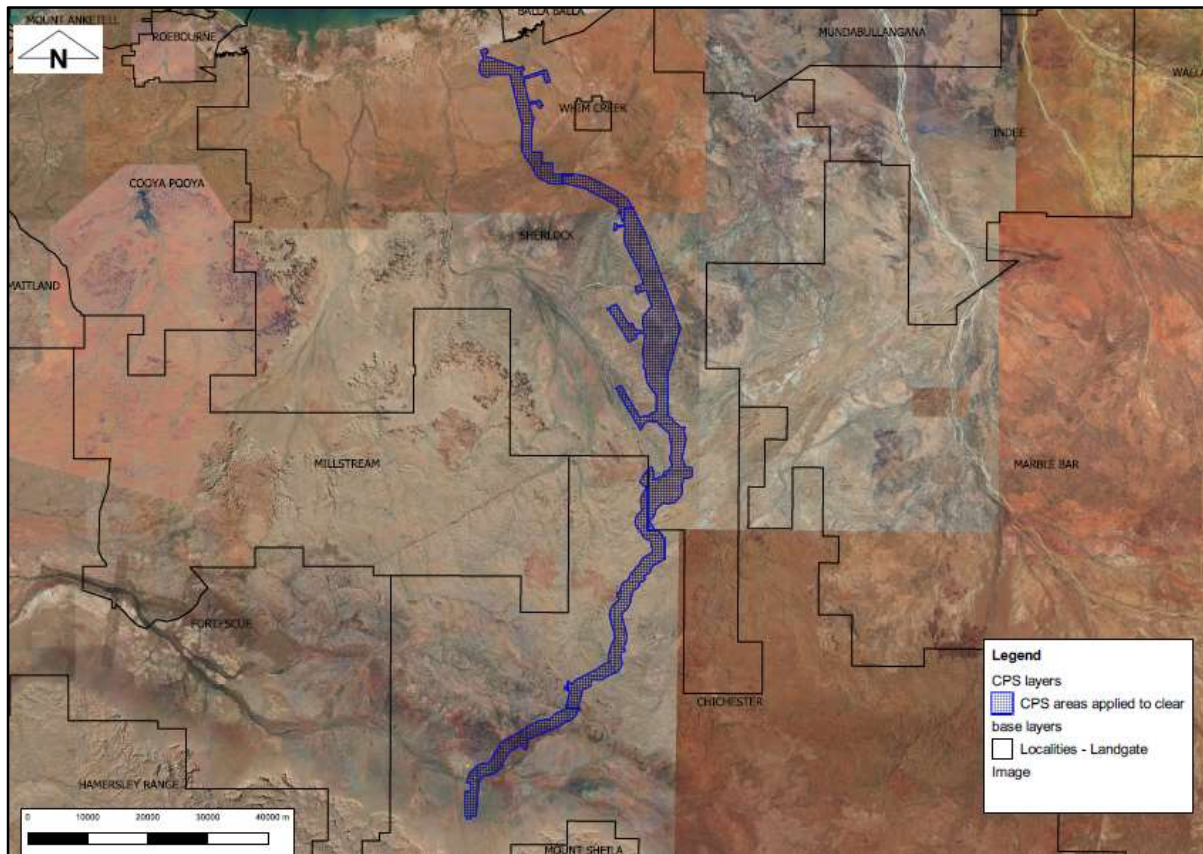 BALLA BALLA
MOUNT ANKETELL
ROEBOURNE
MUNDABULLANGANA
N
WHIM CREEK
INDEE
COOYA POOYA
SHERLOCK
MAITLAND
MILLSTREAM
MARBLE BAR
FORTESCUE
CHICHESTER
HAMERSLEY RANGE
MOUNT SHEILA
Legend
CPS layers
CPS areas applied to clear
base layers
Localities - Landgate
Image
0 10000 20000 30000 40000 m